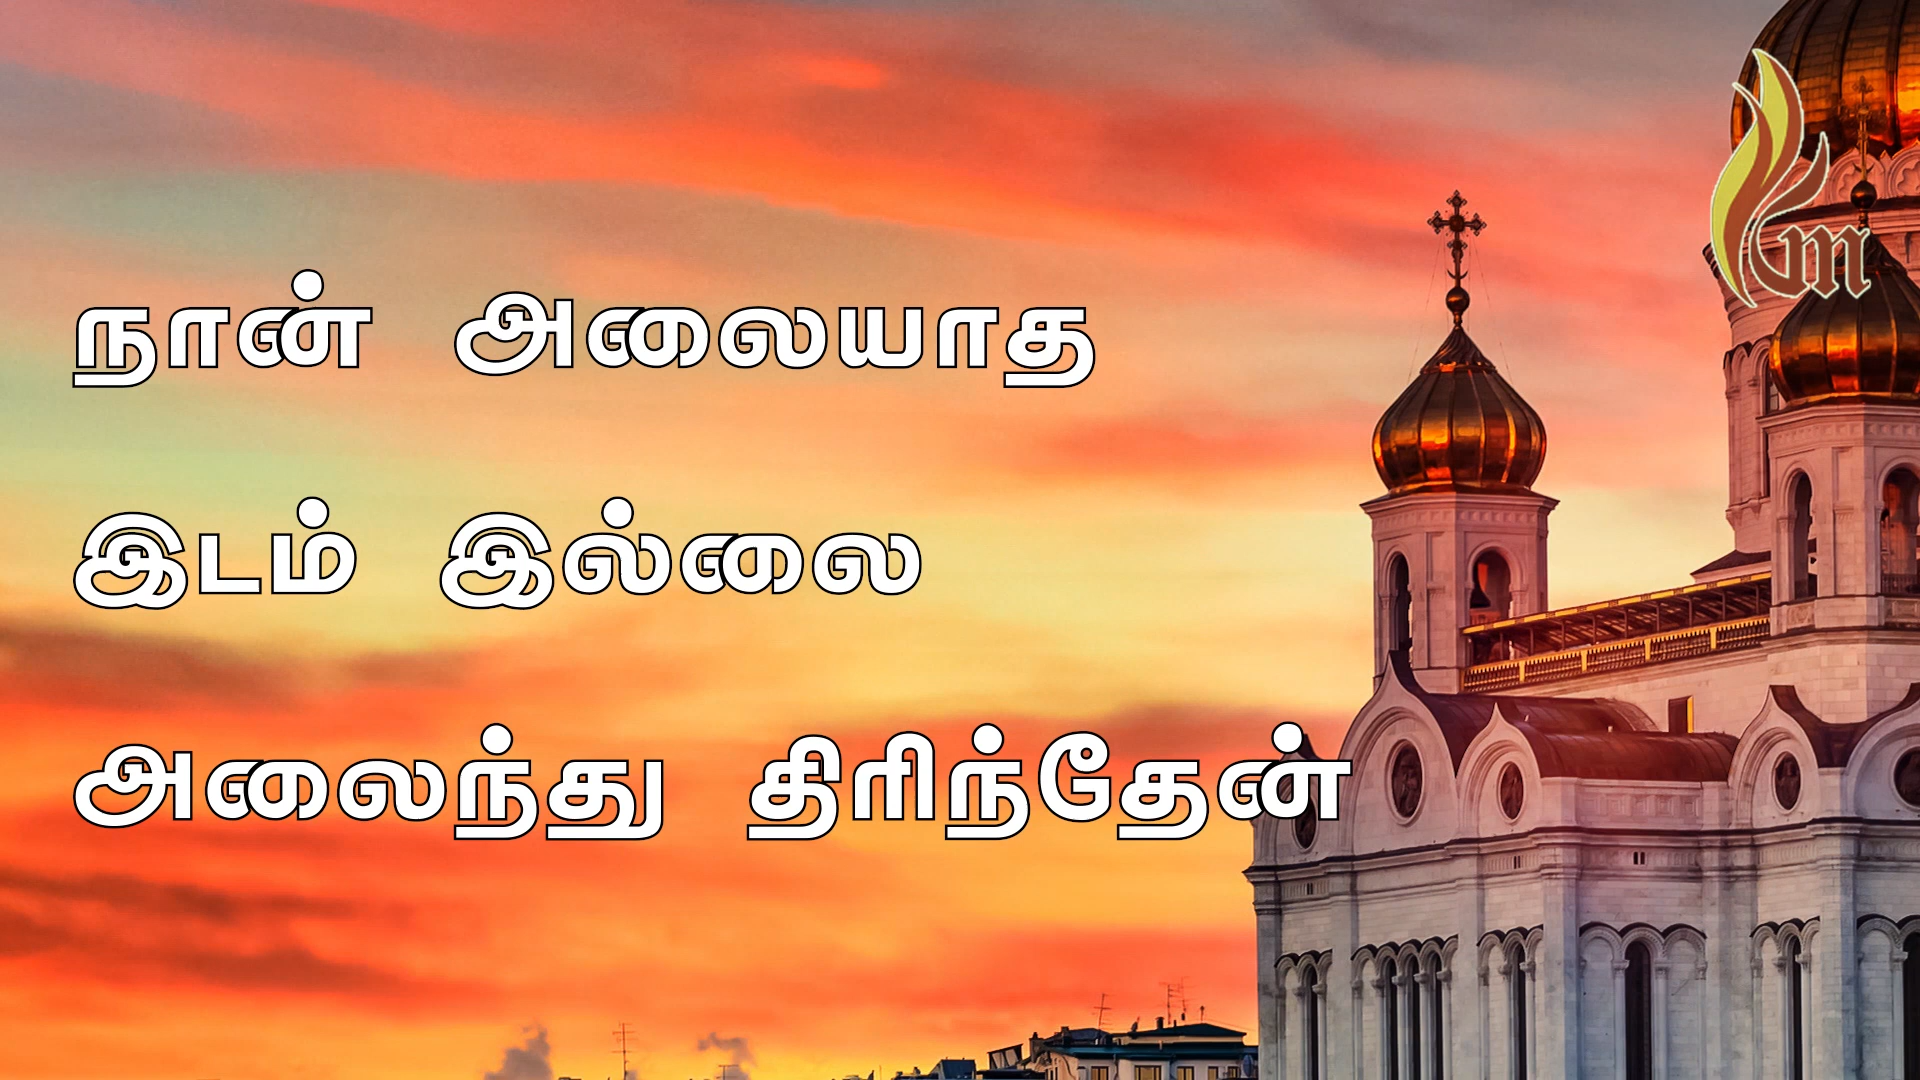 நான் அலையாத
இடம் இல்லை
அலைந்து திரிந்தேன்
m